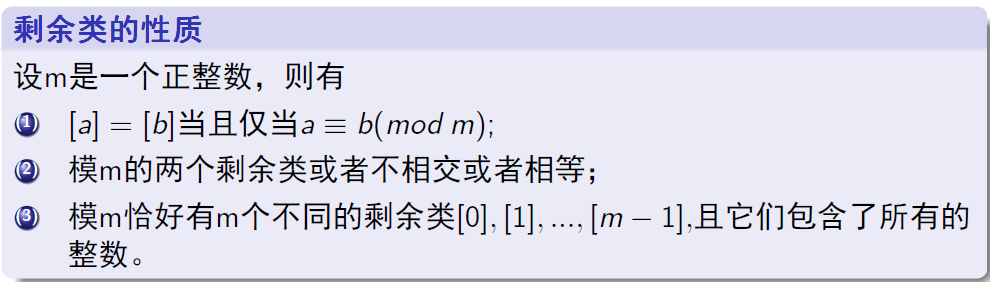 剩余类的性质
设m是一个正整数，则有
1 [a] = [b]当且仅当a ≡ b(mod m);
2 模m的两个剩余类或者不相交或者相等；
3 模m恰好有m个不同的剩余类[0], [1], ..., [m − 1],且它们包含了所有的
整数。